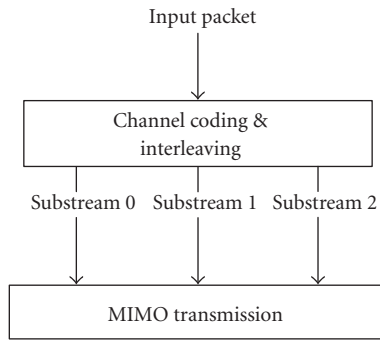 Input packet
Channel coding &
interleaving
Substream 0
Substream 1
Substream 2
MIMO transmission